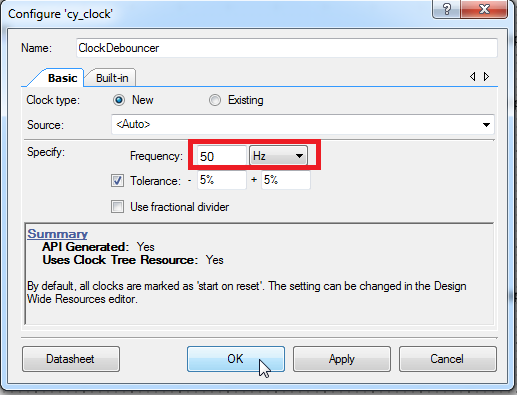 Configure 'cy_clock'
Name: ClockDebouncer
Basic Built-in
Clock type: New Existing
Source: <Auto>
Specify: Frequency: 50 Hz
Tolerance: - 5% + 5%
Use fractional divider
Summary
API Generated: Yes
Uses Clock Tree Resource: Yes
By default, all clocks are marked as 'start on reset'. The setting can be changed in the Design
Wide Resources editor.
Datasheet OK Apply Cancel